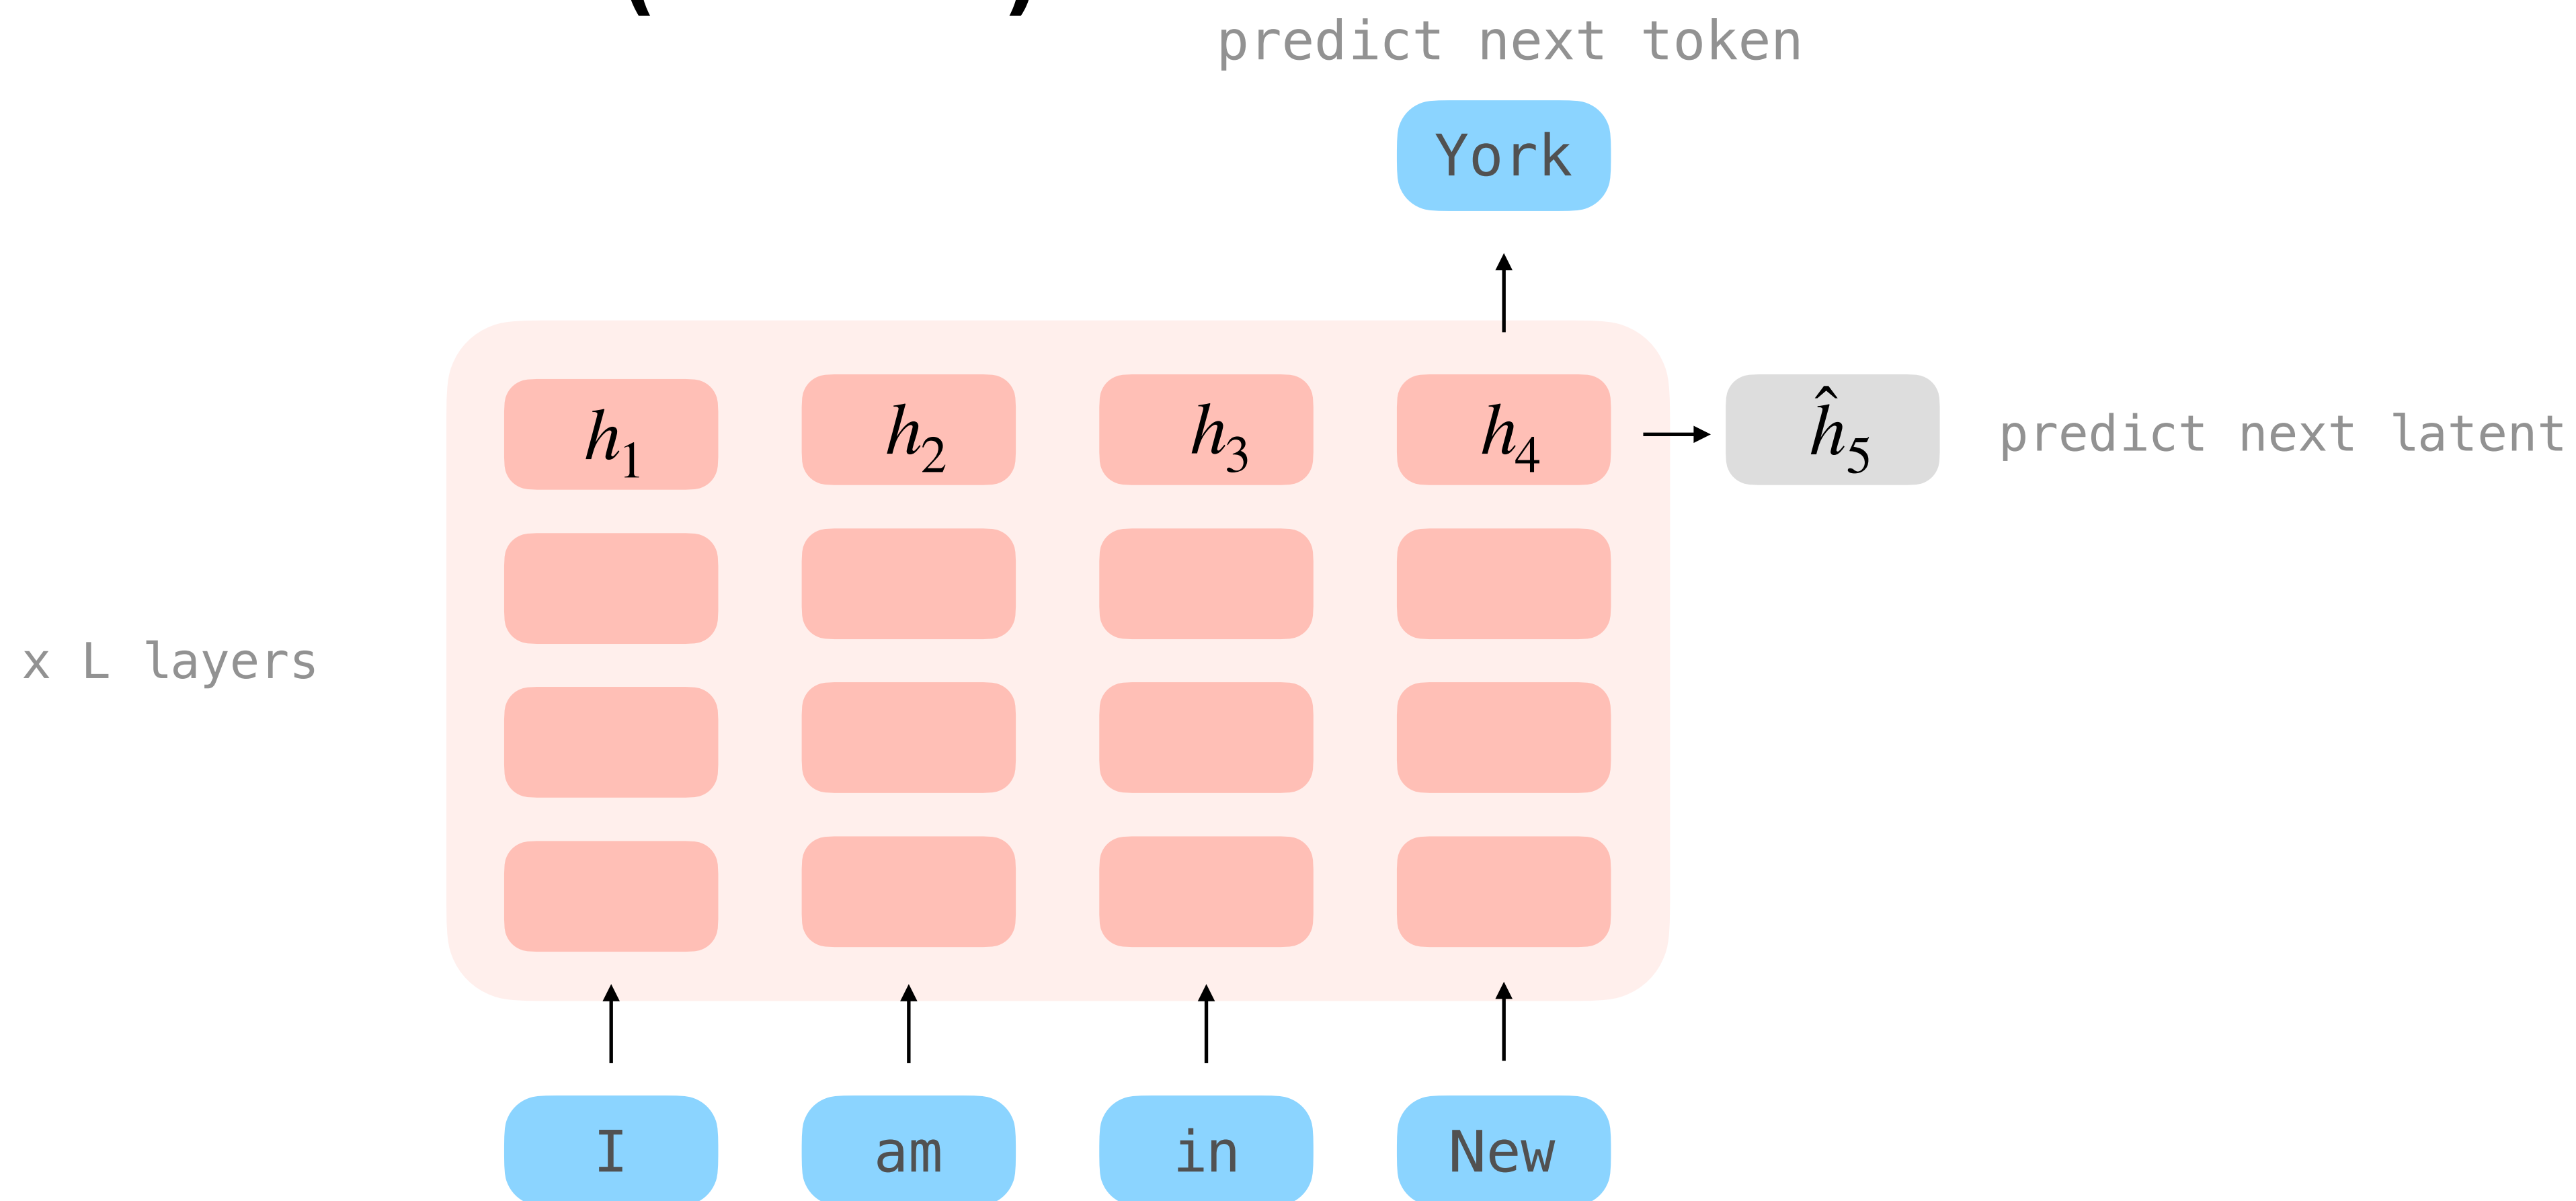 ( )
predict next token
York
h₁ h₂ h₃ h₄ ĥ₅ predict next latent
x L layers
I am in New